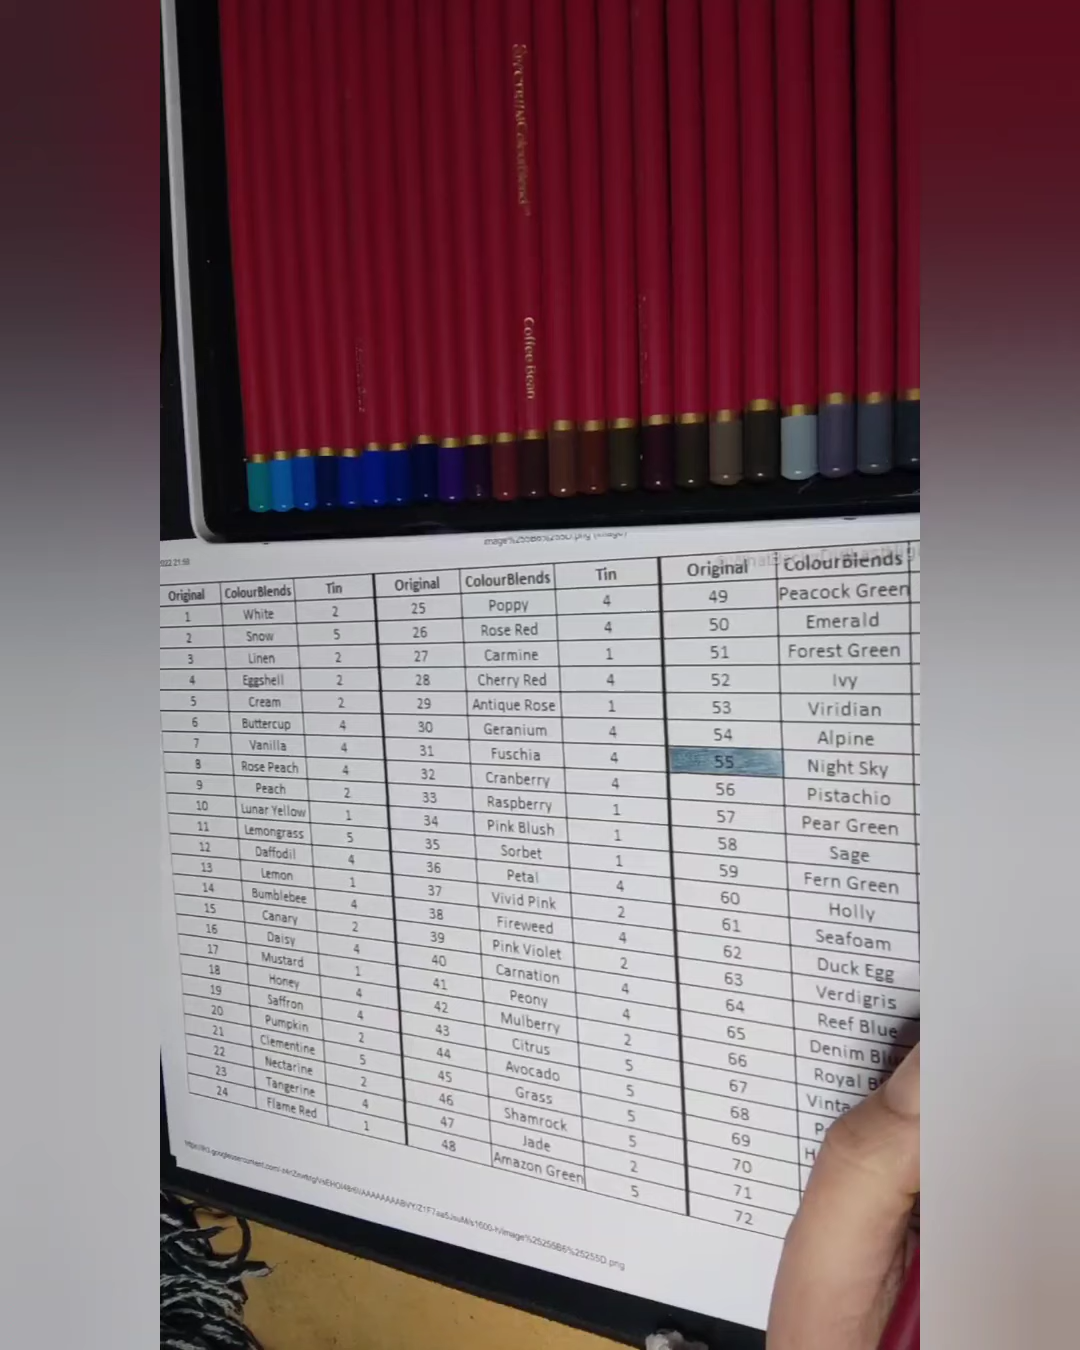 SPECTRUM ColourBlend™
Coffee Bean
022 21:58
Original ColourBlends Tin Original ColourBlends Tin Original ColourBlends
1 White 2 25 Poppy 4 49 Peacock Green
2 Snow 5 26 Rose Red 4 50 Emerald
3 Linen 2 27 Carmine 1 51 Forest Green
4 Eggshell 2 28 Cherry Red 4 52 Ivy
5 Cream 2 29 Antique Rose 1 53 Viridian
6 Buttercup 4 30 Geranium 4 54 Alpine
7 Vanilla 4 31 Fuschia 4 55 Night Sky
8 Rose Peach 4 32 Cranberry 4 56 Pistachio
9 Peach 2 33 Raspberry 1 57 Pear Green
10 Lunar Yellow 1 34 Pink Blush 1 58 Sage
11 Lemongrass 5 35 Sorbet 1 59 Fern Green
12 Daffodil 4 36 Petal 4 60 Holly
13 Lemon 1 37 Vivid Pink 2 61 Seafoam
14 Bumblebee 4 38 Fireweed 4 62 Duck Egg
15 Canary 2 39 Pink Violet 2 63 Verdigris
16 Daisy 4 40 Carnation 4 64 Reef Blue
17 Mustard 1 41 Peony 4 65 Denim Blu
18 Honey 4 42 Mulberry 2 66 Royal B
19 Saffron 4 43 Citrus 5 67 Vinta
20 Pumpkin 2 44 Avocado 5 68 P
21 Clementine 5 45 Grass 5 69 H
22 Nectarine 2 46 Shamrock 5 70
23 Tangerine 4 47 Jade 2 71
24 Flame Red 1 48 Amazon Green 5 72